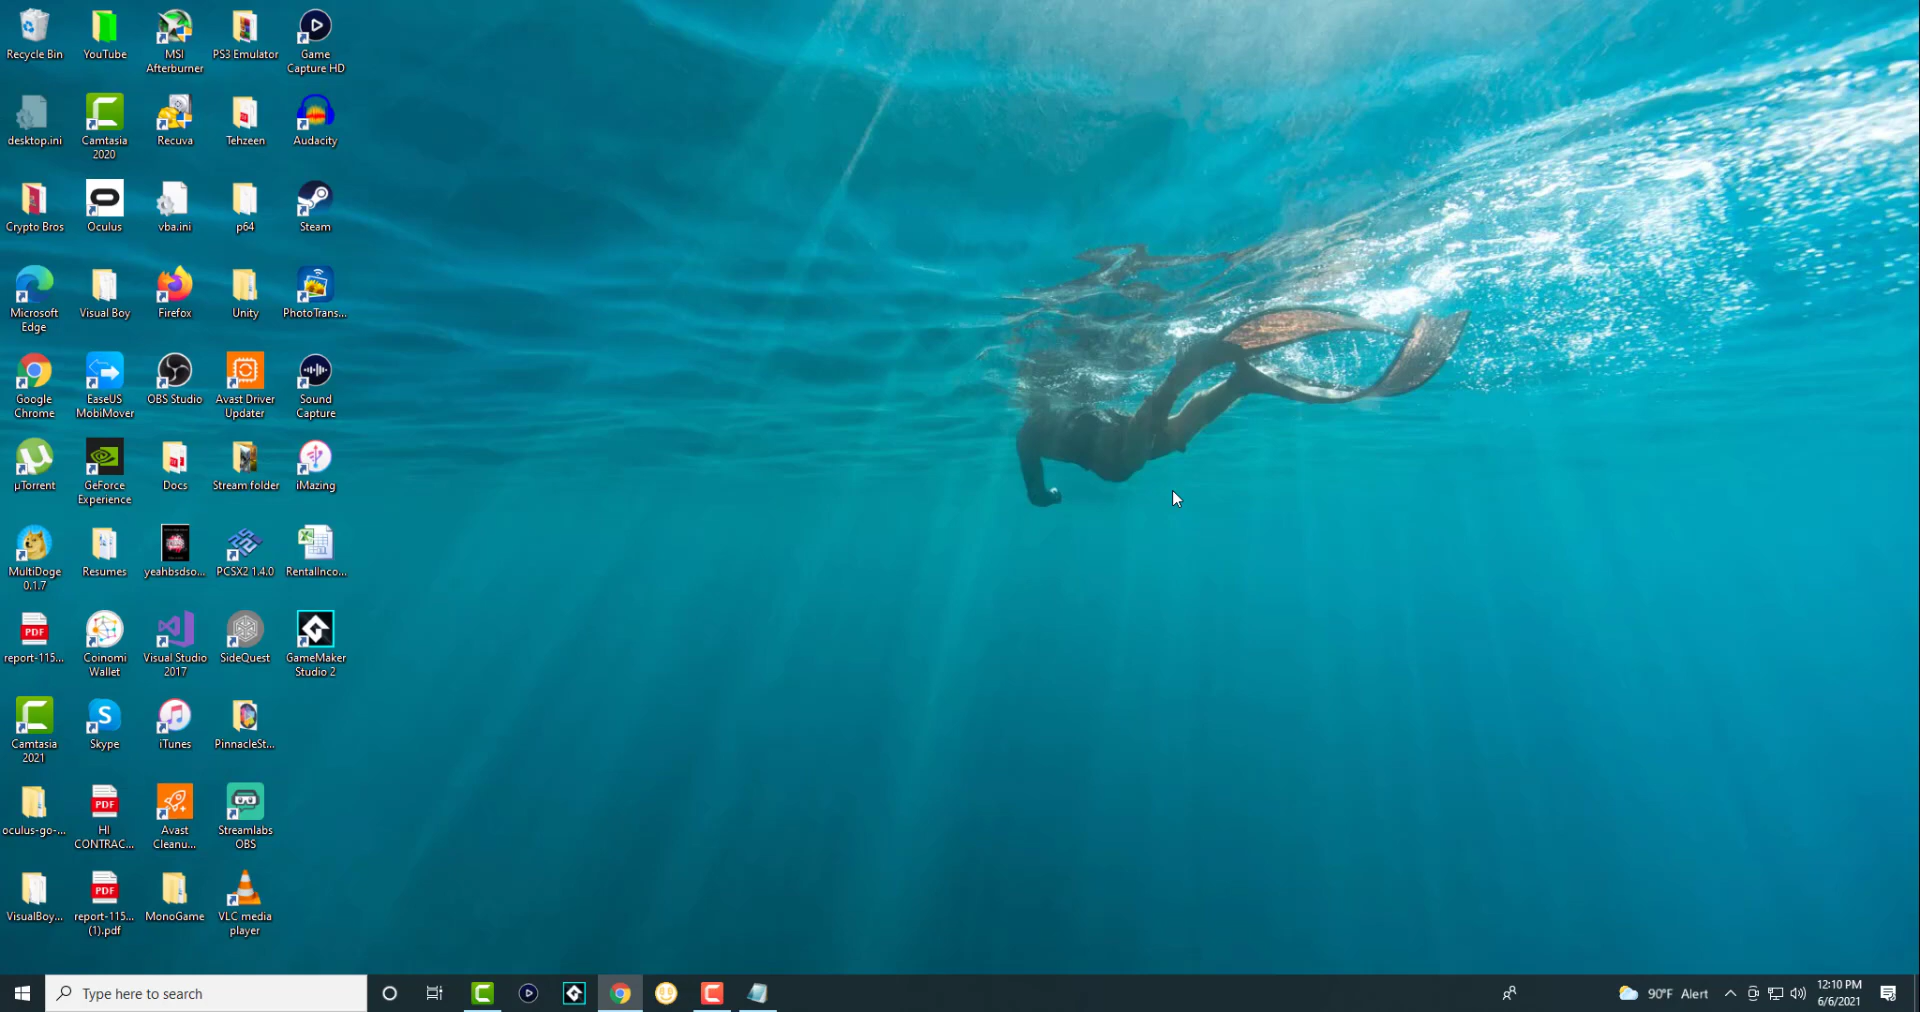 Recycle Bin
YouTube
MSI
Afterburner
PS3 Emulator
Game
Capture HD
desktop.ini
Camtasia
2020
Recuva
Tehzeen
Audacity
Crypto Bros
Oculus
vba.ini
p64
Steam
Microsoft
Edge
Visual Boy
Firefox
Unity
PhotoTrans...
Google
Chrome
EaseUS
MobiMover
OBS Studio
Avast Driver
Updater
Sound
Capture
µTorrent
GeForce
Experience
Docs
Stream folder
iMazing
MultiDoge
0.1.7
Resumes
yeahbsdso...
PCSX2 1.4.0
RentalInco...
PDF
report-115...
Coinomi
Wallet
Visual Studio
2017
SideQuest
GameMaker
Studio 2
Camtasia
2021
Skype
iTunes
PinnacleSt...
oculus-go-...
PDF
HI
CONTRAC...
Avast
Cleanu...
Streamlabs
OBS
VisualBoy...
PDF
report-115...
(1).pdf
MonoGame
VLC media
player
Type here to search
90°F Alert
12:10 PM
6/6/2021